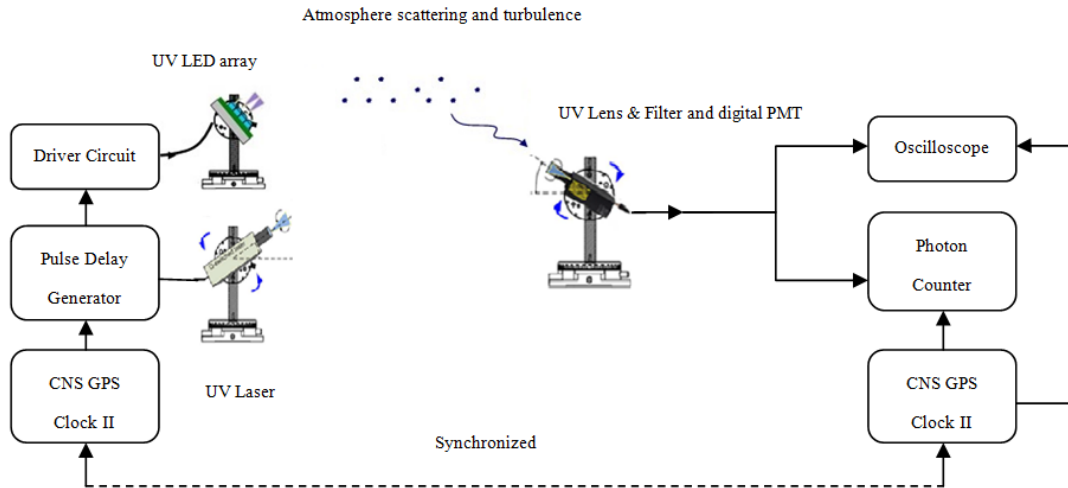 Atmosphere scattering and turbulence
UV LED array
UV Lens & Filter and digital PMT
Driver Circuit
Oscilloscope
Pulse Delay
Generator
Photon
Counter
CNS GPS
Clock II
UV Laser
CNS GPS
Clock II
Synchronized